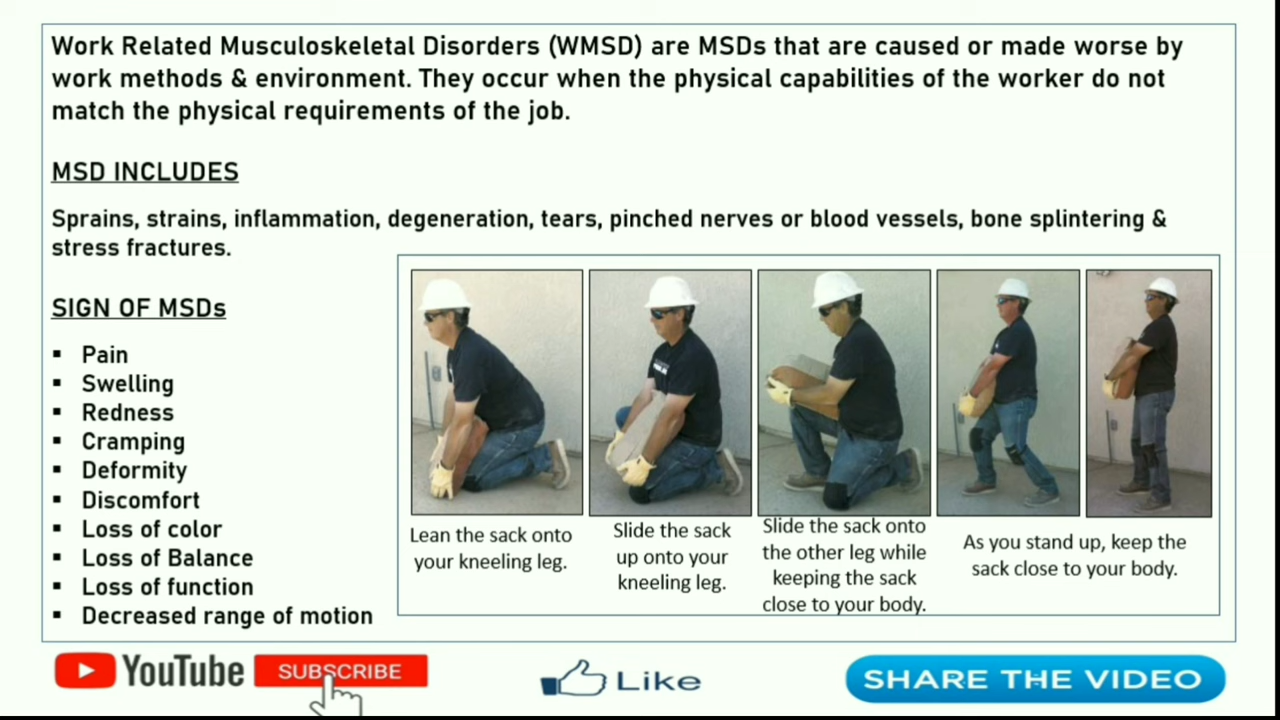 Work Related Musculoskeletal Disorders (WMSD) are MSDs that are caused or made worse by
work methods & environment. They occur when the physical capabilities of the worker do not
match the physical requirements of the job.
MSD INCLUDES
Sprains, strains, inflammation, degeneration, tears, pinched nerves or blood vessels, bone splintering &
stress fractures.
SIGN OF MSDs
▪ Pain
▪ Swelling
▪ Redness
▪ Cramping
▪ Deformity
▪ Discomfort
▪ Loss of color
▪ Loss of Balance
▪ Loss of function
▪ Decreased range of motion
Lean the sack onto
your kneeling leg.
Slide the sack
up onto your
kneeling leg.
Slide the sack onto
the other leg while
keeping the sack
close to your body.
As you stand up, keep the
sack close to your body.
YouTube
SUBSCRIBE
Like
SHARE THE VIDEO